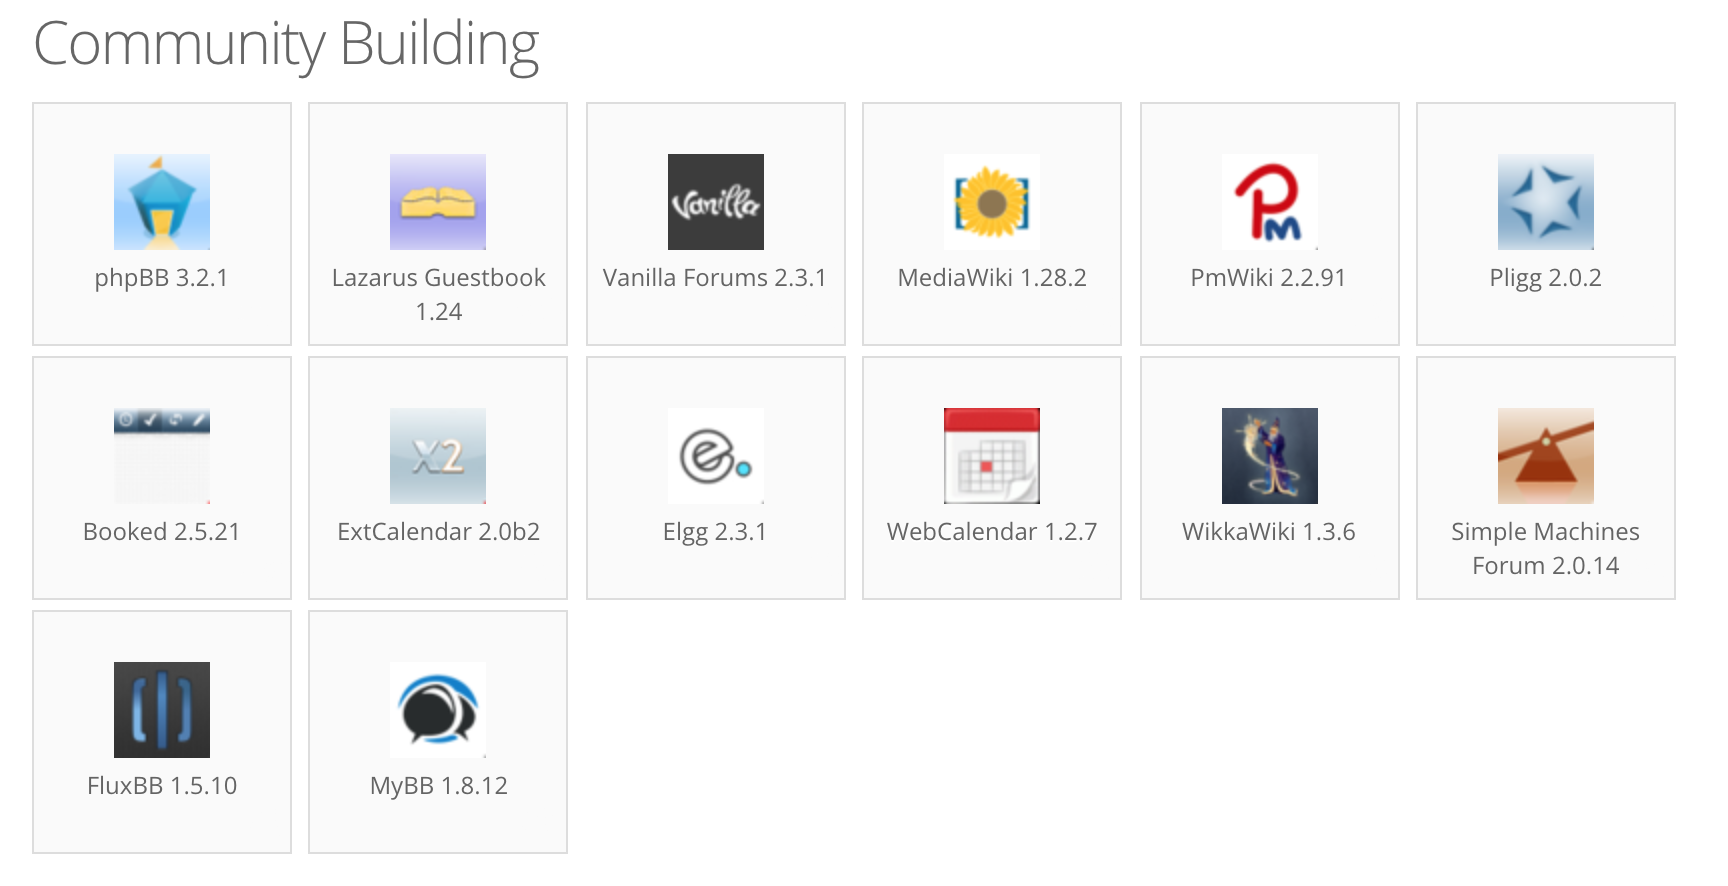 Community Building
Vanilla
PM
phpBB 3.2.1
Lazarus Guestbook
1.24
Vanilla Forums 2.3.1
MediaWiki 1.28.2
PmWiki 2.2.91
Pligg 2.0.2
X2
e
Booked 2.5.21
ExtCalendar 2.0b2
Elgg 2.3.1
WebCalendar 1.2.7
WikkaWiki 1.3.6
Simple Machines
Forum 2.0.14
FluxBB 1.5.10
MyBB 1.8.12